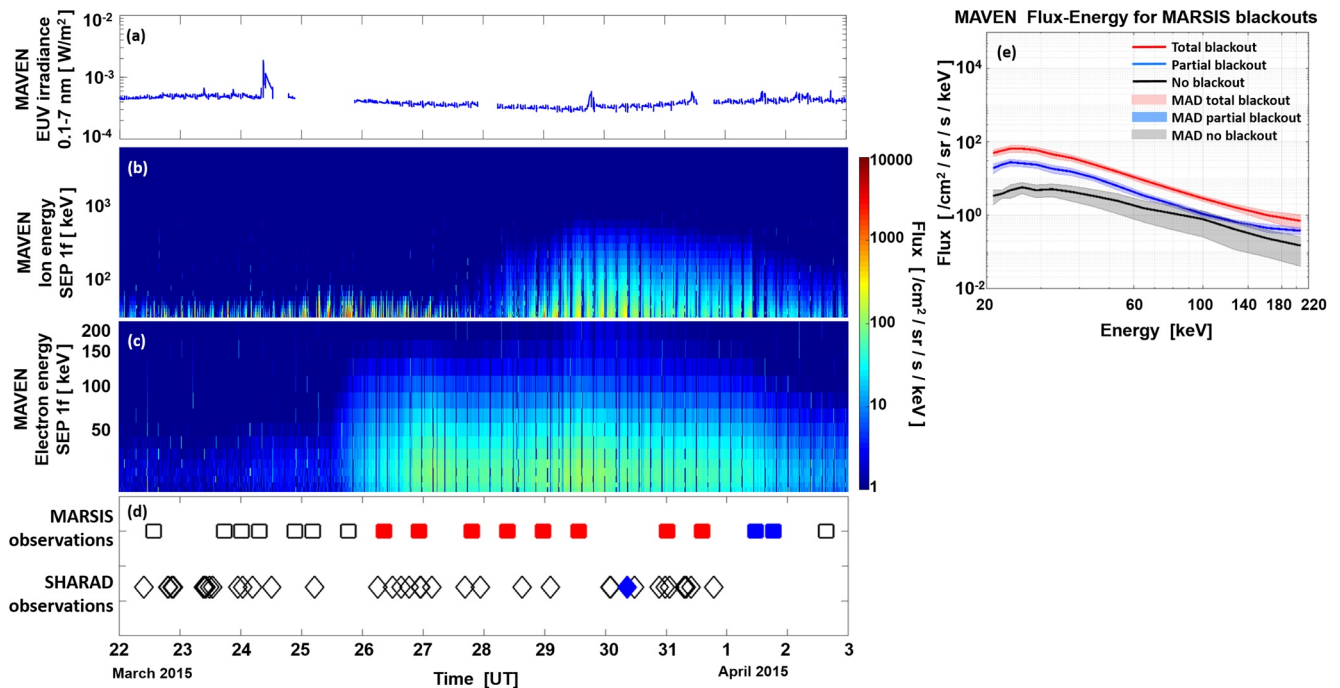 MAVEN
EUV irradiance
0.1-7 nm [ W/m² ]
10⁻²
10⁻³
10⁻⁴
(a)
MAVEN
Ion energy
SEP 1f [ keV ]
10³
10²
(b)
MAVEN
Electron energy
SEP 1f [ keV ]
200
150
100
50
(c)
10000
1000
100
10
1
Flux [ /cm² / sr / s / keV ]
(d)
MARSIS
observations
SHARAD
observations
22 23 24 25 26 27 28 29 30 31 1 2 3
March 2015
Time [UT]
April 2015
MAVEN Flux-Energy for MARSIS blackouts
(e)
Total blackout
Partial blackout
No blackout
MAD total blackout
MAD partial blackout
MAD no blackout
Flux [ /cm² / sr / s / keV ]
10⁴
10²
10⁰
10⁻²
20 60 100 140 180 220
Energy [keV]